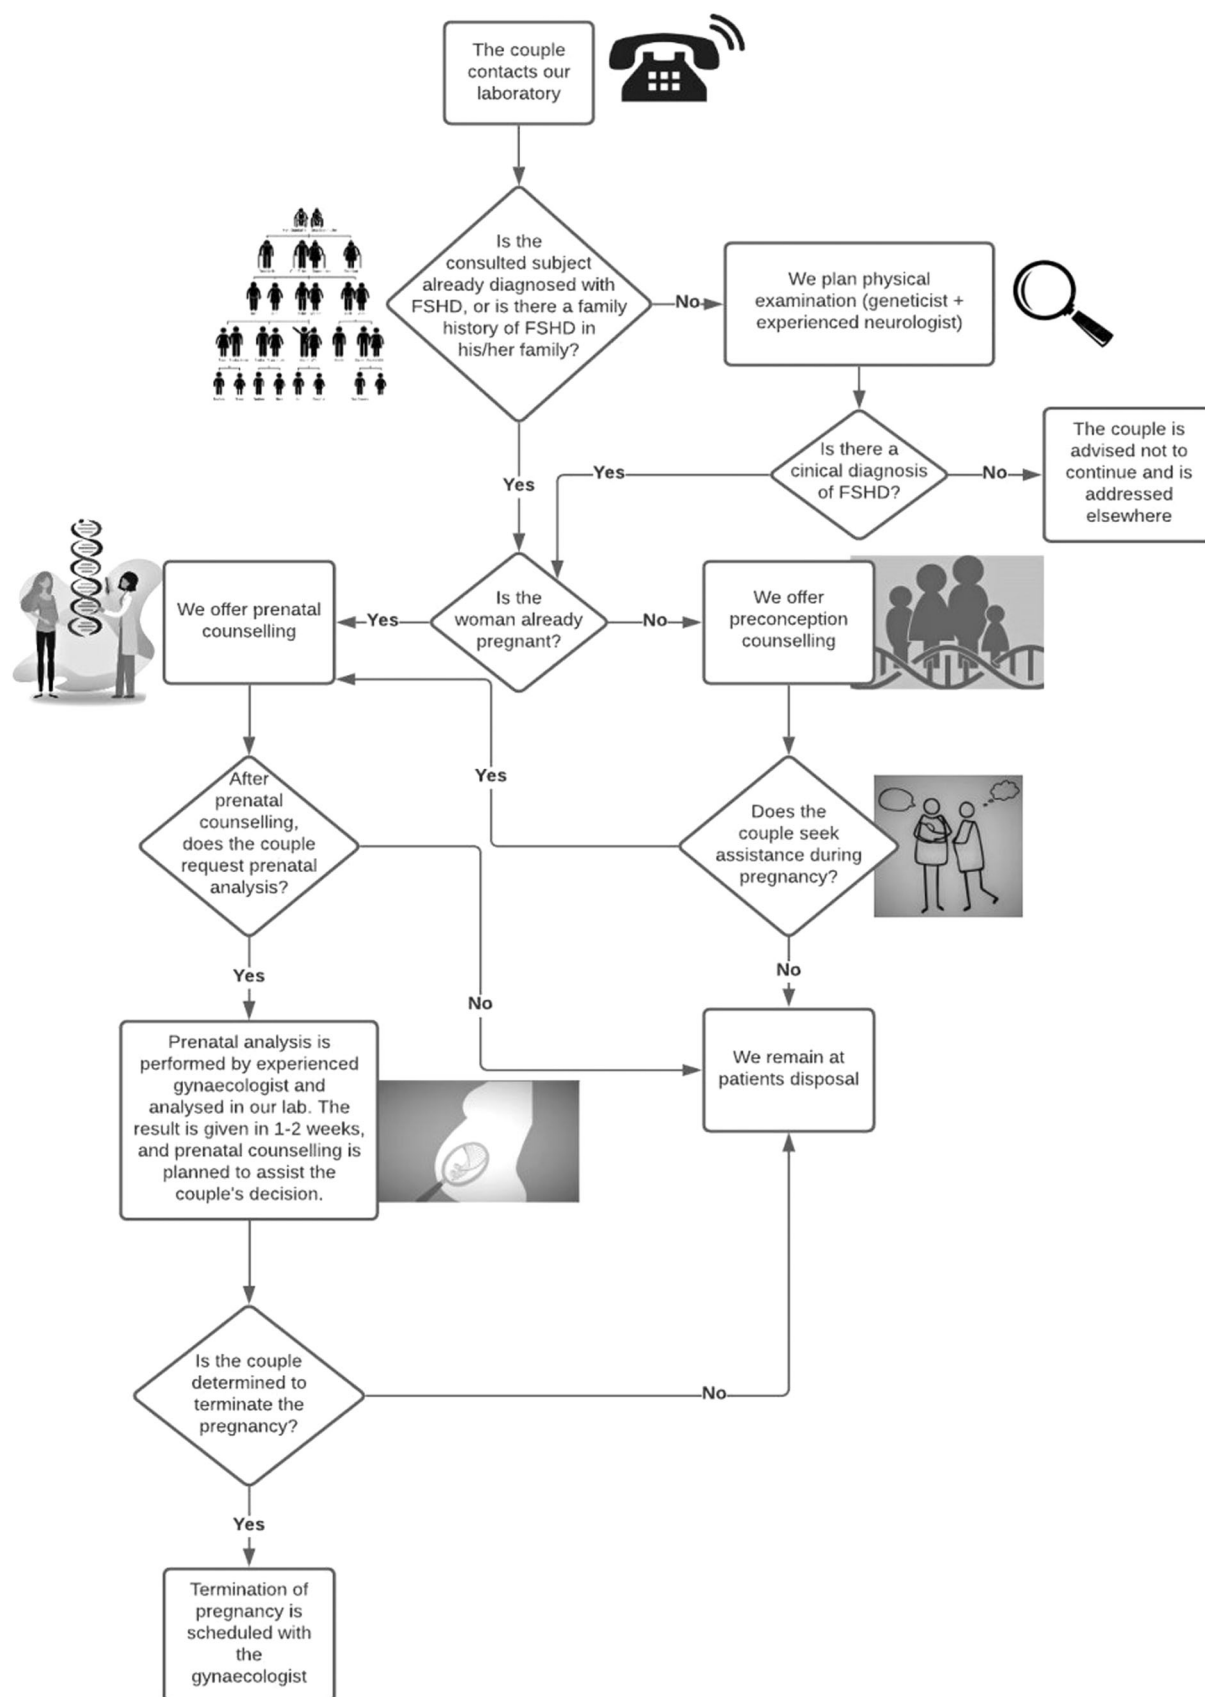 The couple
contacts our
laboratory
Is the
consulted subject
already diagnosed with
FSHD, or is there a family
history of FSHD in
his/her family?
No
We plan physical
examination (geneticist +
experienced neurologist)
Yes
Is there a
cinical diagnosis
of FSHD?
Yes
No
The couple is
advised not to
continue and is
addressed
elsewhere
Is the
woman already
pregnant?
Yes
No
We offer prenatal
counselling
We offer
preconception
counselling
After
prenatal
counselling,
does the couple
request prenatal
analysis?
Yes
Does the
couple seek
assistance during
pregnancy?
Yes
No
No
Prenatal analysis is
performed by experienced
gynaecologist and
analysed in our lab. The
result is given in 1-2 weeks,
and prenatal counselling is
planned to assist the
couple's decision.
We remain at
patients disposal
Is the couple
determined to
terminate the
pregnancy?
No
Yes
Termination of
pregnancy is
scheduled with
the
gynaecologist